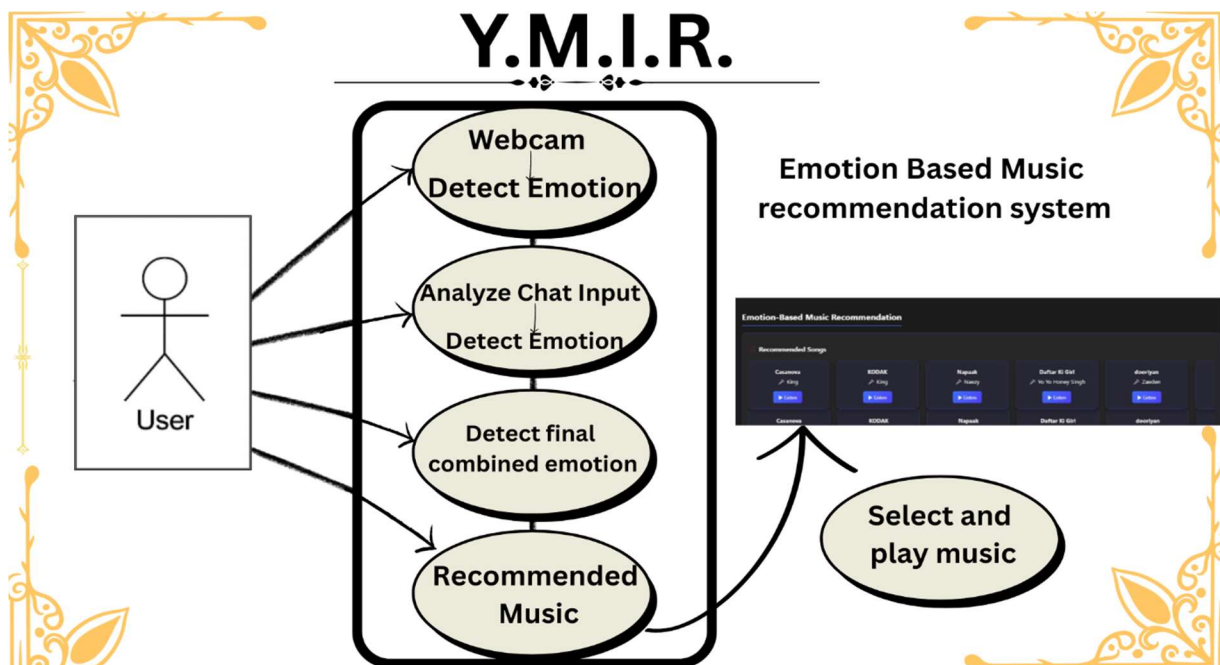 Y.M.I.R.
Webcam
Detect Emotion
Analyze Chat Input
Detect Emotion
Detect final
combined emotion
Recommended
Music
User
Emotion Based Music
recommendation system
Emotion-Based Music Recommendation
Recommended Songs
Casanova KODAK Napaak Daftar Ki Girl dooriyan
King King Naezy Yo Yo Honey Singh Zaeden
Listen Listen Listen Listen Listen
Casanova KODAK Napaak Daftar Ki Girl dooriyan
Select and
play music